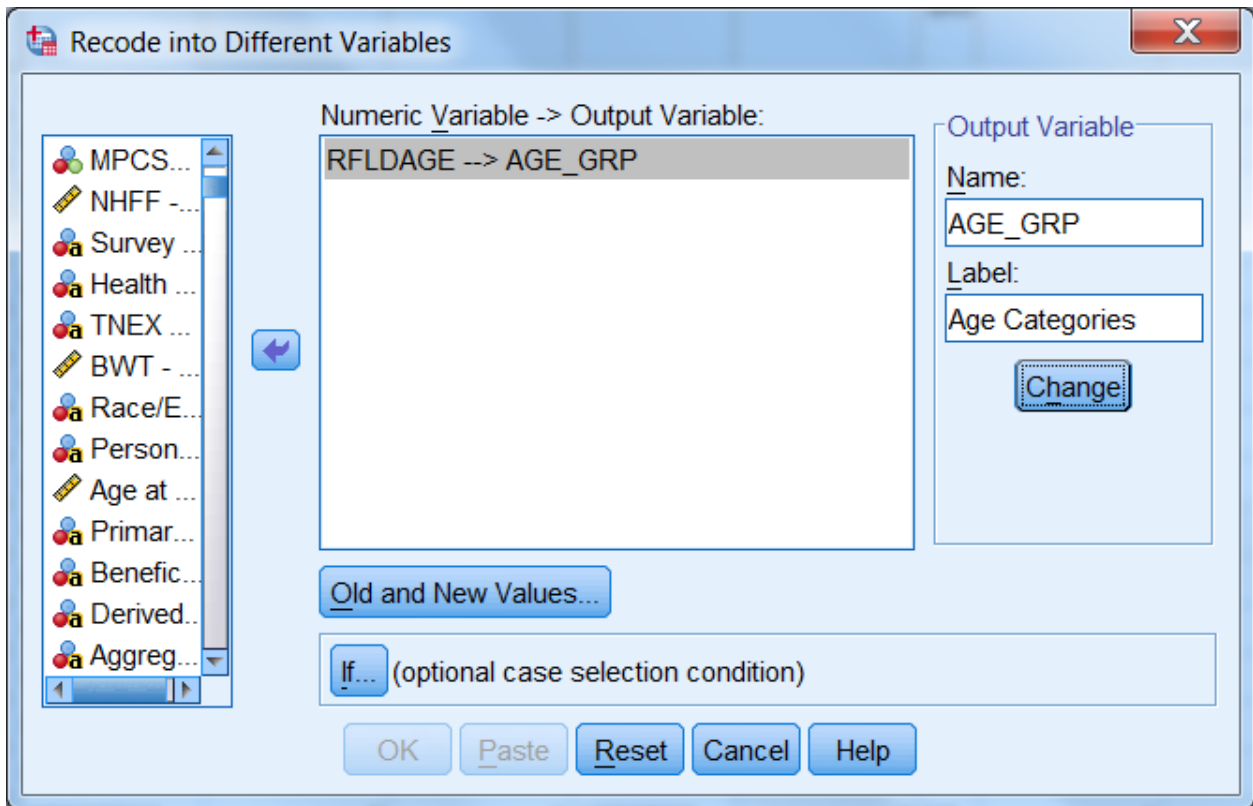 Recode into Different Variables
MPCS...
NHFF -...
Survey ...
Health ...
TNEX ...
BWT - ...
Race/E...
Person...
Age at ...
Primar...
Benefic...
Derived..
Aggreg...
Numeric Variable -> Output Variable:
RFLDAGE --> AGE_GRP
Old and New Values...
If... (optional case selection condition)
Output Variable
Name:
AGE_GRP
Label:
Age Categories
Change
OK Paste Reset Cancel Help